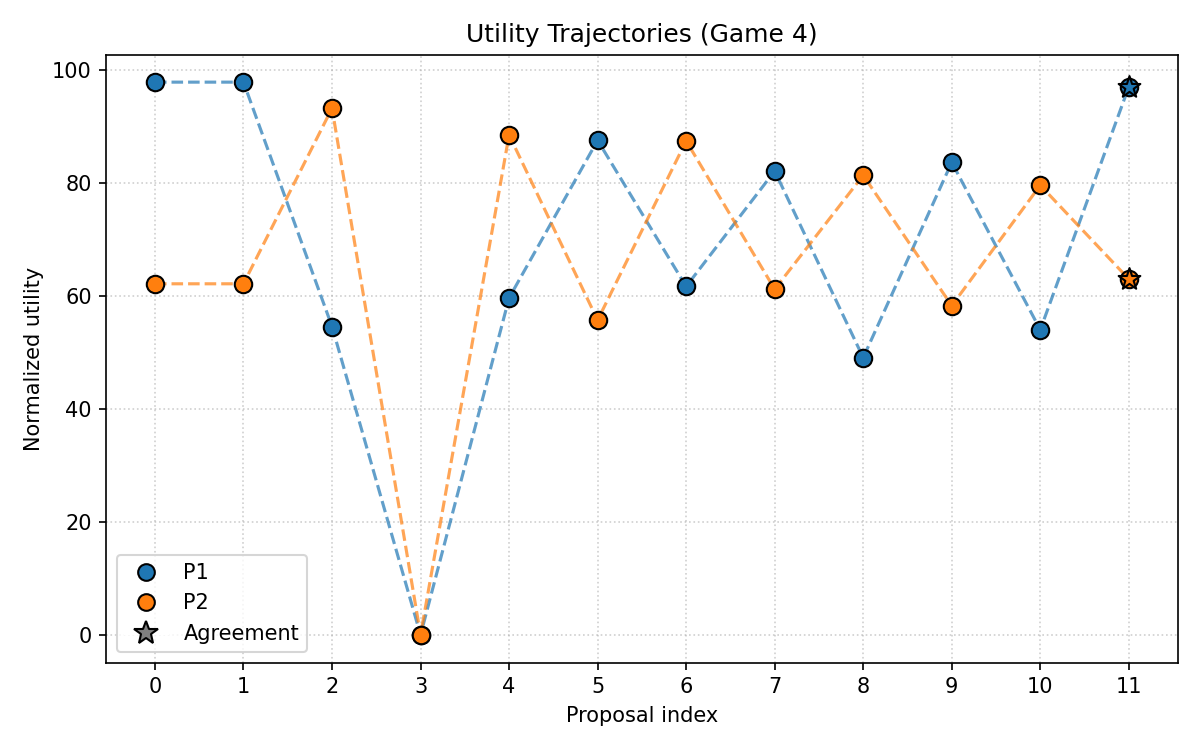 Utility Trajectories (Game 4)
Normalized utility
100
80
60
40
20
0
P1
P2
Agreement
0 1 2 3 4 5 6 7 8 9 10 11
Proposal index